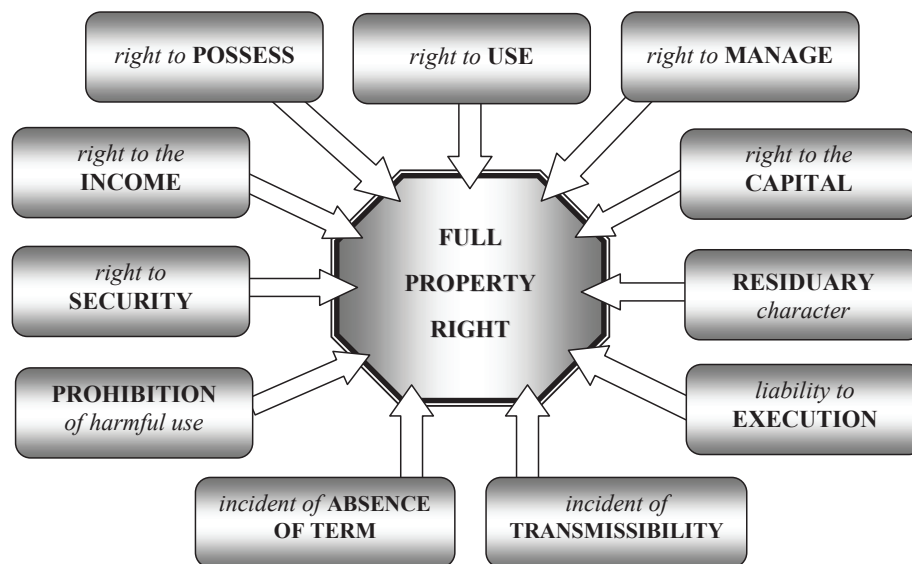 right to POSSESS
right to USE
right to MANAGE
right to the
INCOME
right to the
CAPITAL
FULL
PROPERTY
RIGHT
right to
SECURITY
RESIDUARY
character
PROHIBITION
of harmful use
liability to
EXECUTION
incident of ABSENCE
OF TERM
incident of
TRANSMISSIBILITY